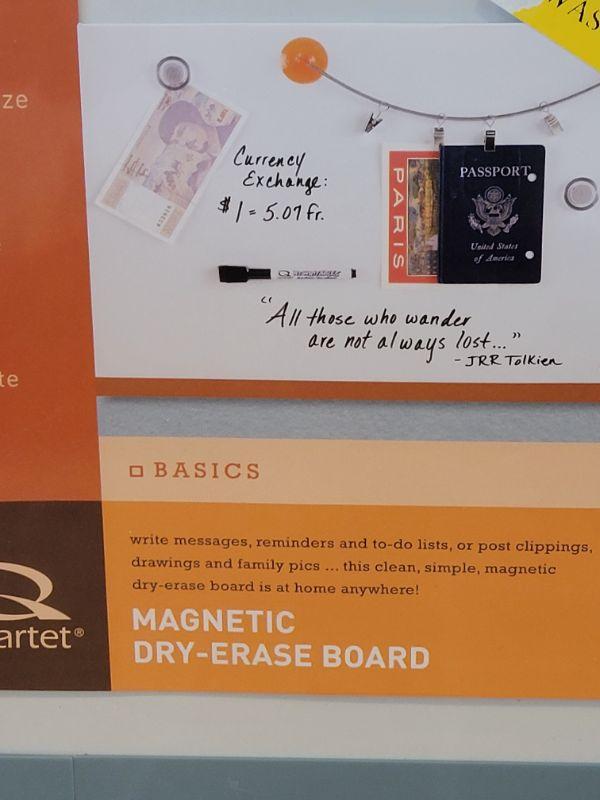 WAS
ze
Currency
Exchange:
$1 = 5.07 Fr.
PARIS
PASSPORT
United States
of America
"All those who wander
are not always lost..."
- JRR Tolkien
te
BASICS
write messages, reminders and to-do lists, or post clippings,
drawings and family pics ... this clean, simple, magnetic
dry-erase board is at home anywhere!
artet®
MAGNETIC
DRY-ERASE BOARD